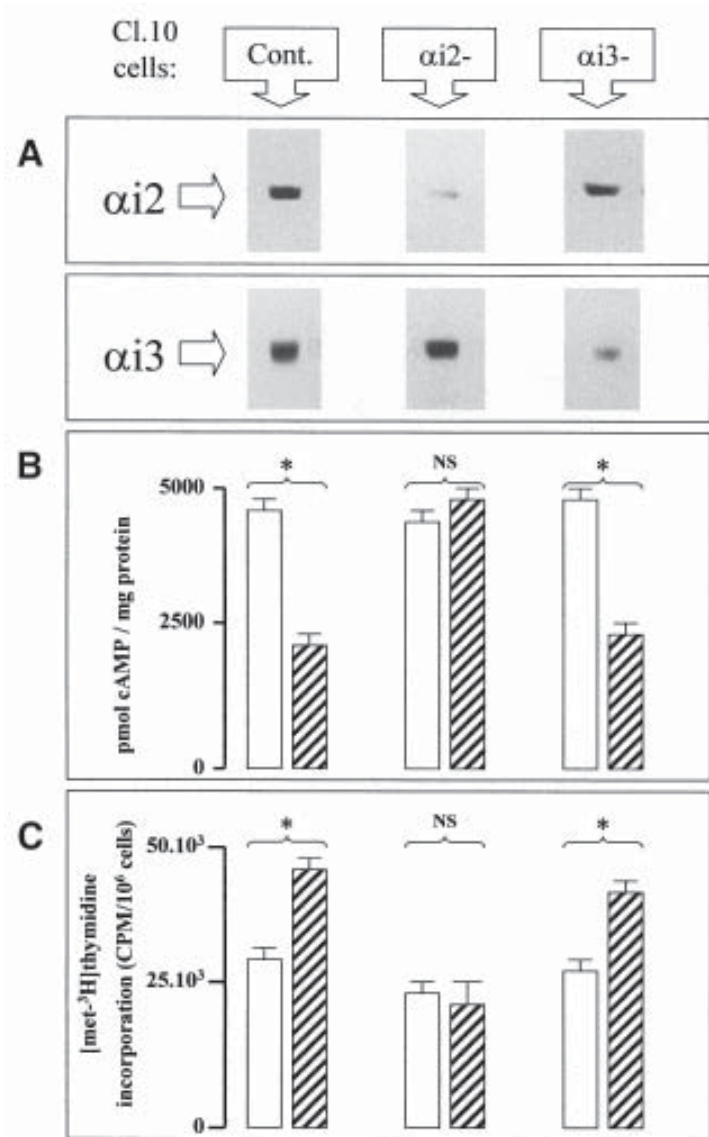 Cl.10
cells:
Cont.
αi2-
αi3-
A
αi2
αi3
B
*
NS
*
5000
2500
0
pmol cAMP / mg protein
C
*
NS
*
50.10³
25.10³
0
[met-³H]thymidine
incorporation (CPM/10⁶ cells)